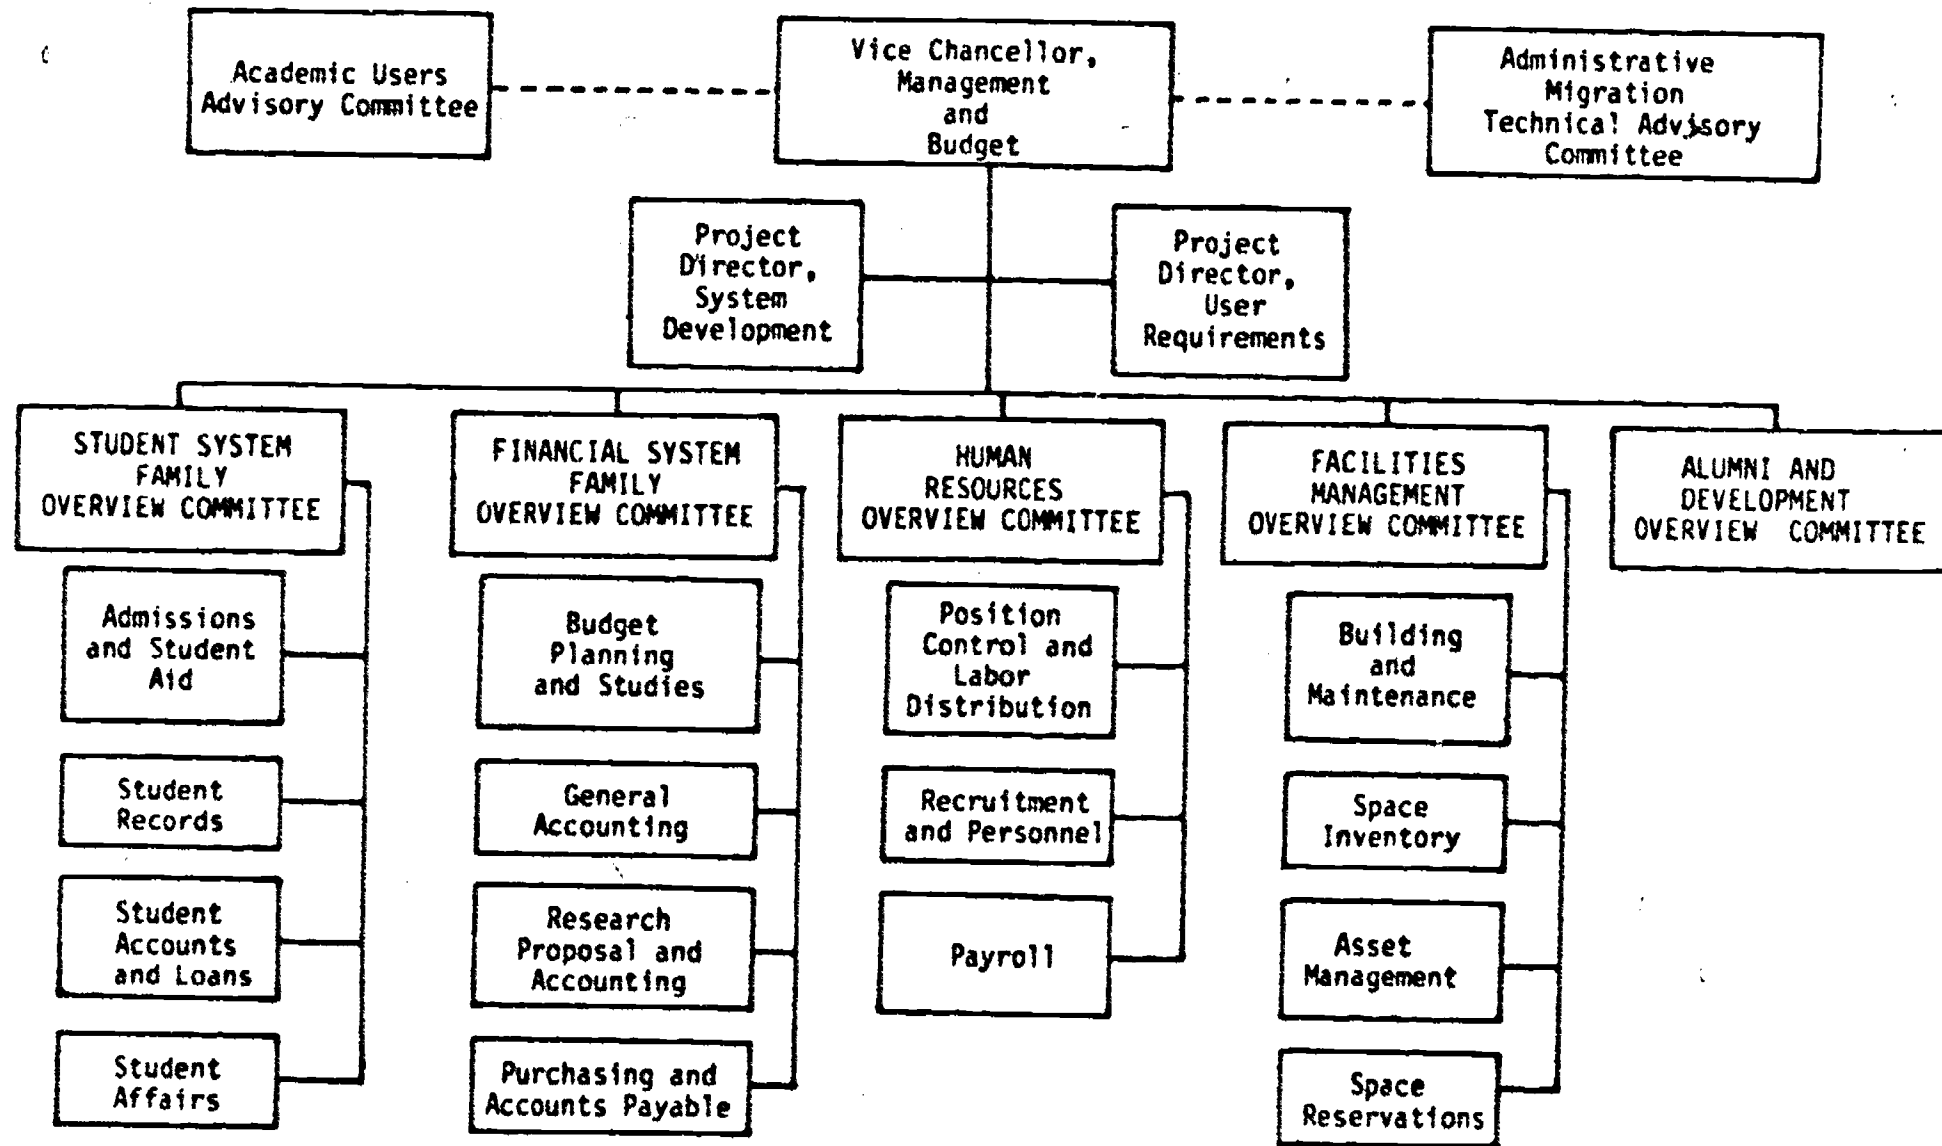 Academic Users
Advisory Committee
Vice Chancellor,
Management
and
Budget
Administrative
Migration
Technical Advisory
Committee
Project
Director,
System
Development
Project
Director,
User
Requirements
STUDENT SYSTEM
FAMILY
OVERVIEW COMMITTEE
FINANCIAL SYSTEM
FAMILY
OVERVIEW COMMITTEE
HUMAN
RESOURCES
OVERVIEW COMMITTEE
FACILITIES
MANAGEMENT
OVERVIEW COMMITTEE
ALUMNI AND
DEVELOPMENT
OVERVIEW COMMITTEE
Admissions
and Student
Aid
Student
Records
Student
Accounts
and Loans
Student
Affairs
Budget
Planning
and Studies
General
Accounting
Research
Proposal and
Accounting
Purchasing and
Accounts Payable
Position
Control and
Labor
Distribution
Recruitment
and Personnel
Payroll
Building
and
Maintenance
Space
Inventory
Asset
Management
Space
Reservations